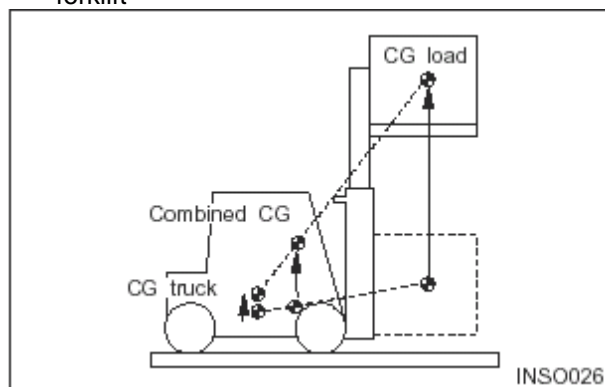 forklift
CG load
Combined CG
CG truck
INSO026